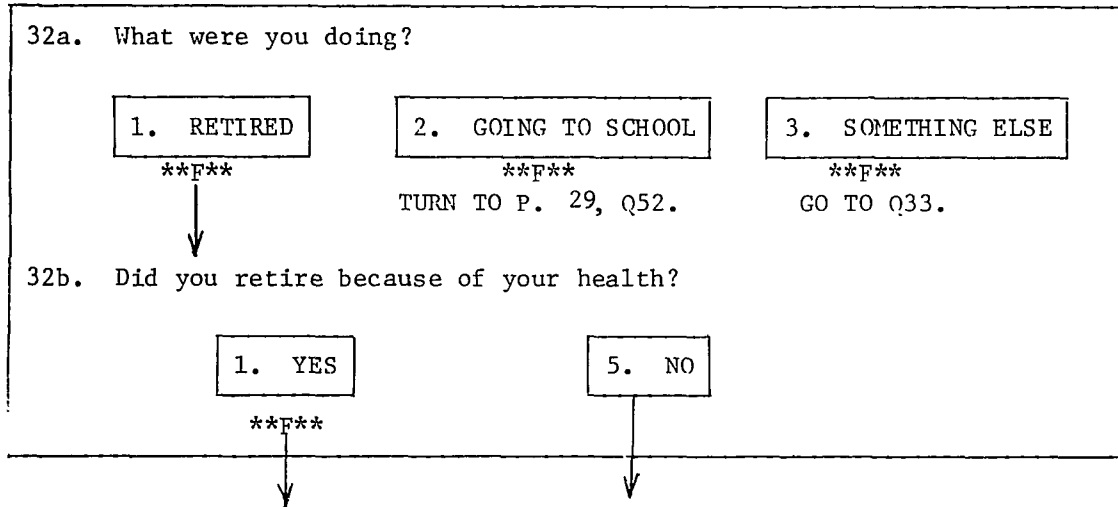 32a. What were you doing?
1. RETIRED 2. GOING TO SCHOOL 3. SOMETHING ELSE
**F** **F** **F**
TURN TO P. 29, Q52. GO TO Q33.
32b. Did you retire because of your health?
1. YES 5. NO
**F**